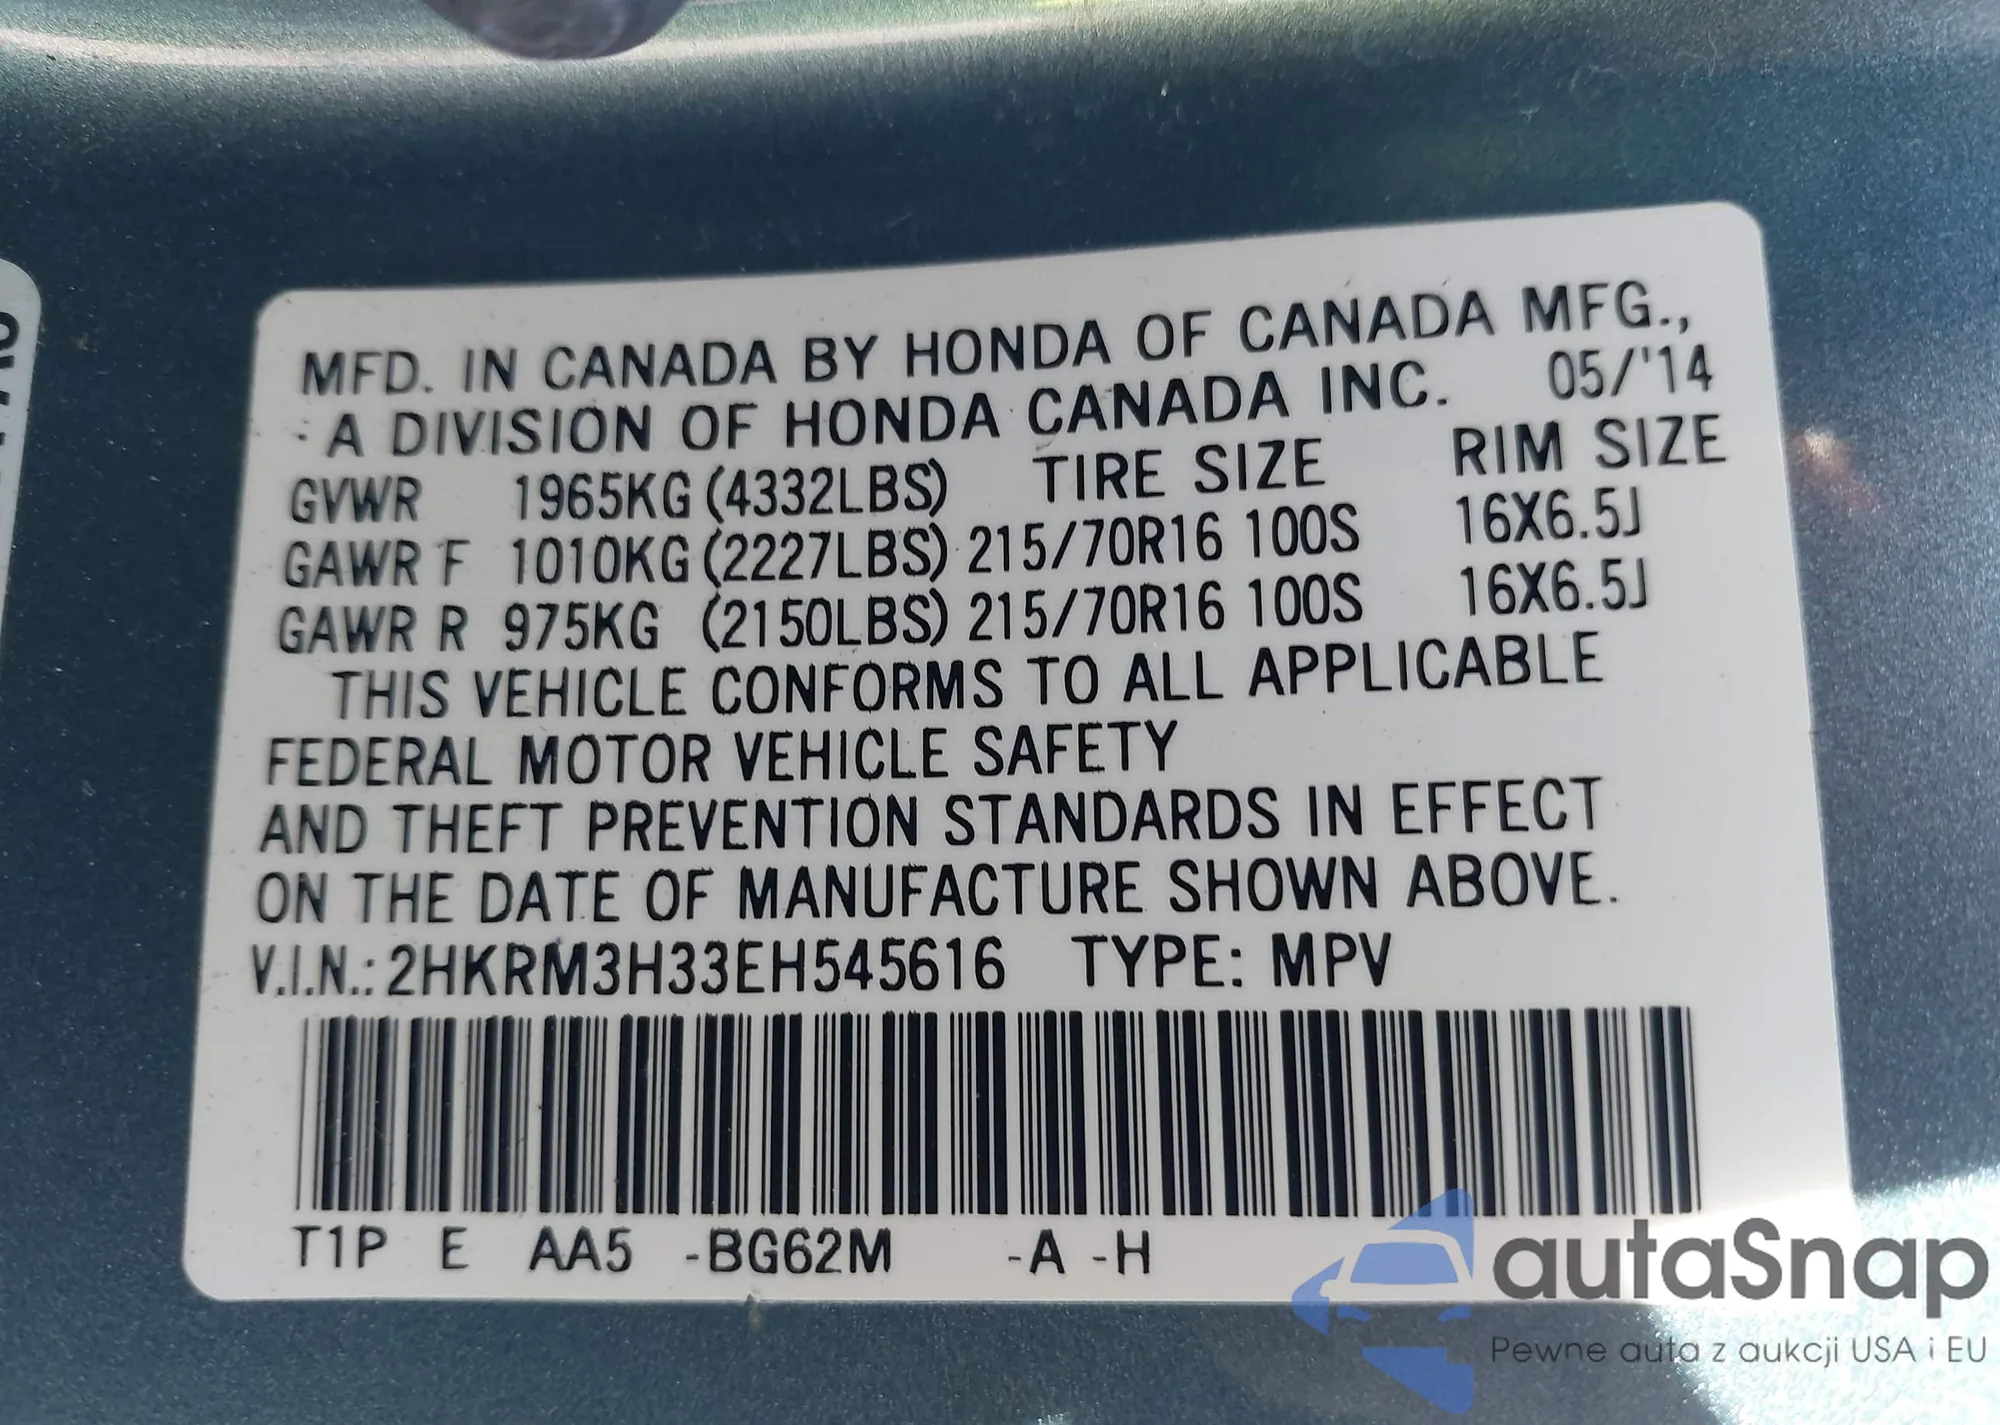 MFD. IN CANADA BY HONDA OF CANADA MFG.,
A DIVISION OF HONDA CANADA INC. 05/'14
GVWR 1965KG (4332LBS) TIRE SIZE RIM SIZE
GAWR F 1010KG (2227LBS) 215/70R16 100S 16X6.5J
GAWR R 975KG (2150LBS) 215/70R16 100S 16X6.5J
THIS VEHICLE CONFORMS TO ALL APPLICABLE
FEDERAL MOTOR VEHICLE SAFETY
AND THEFT PREVENTION STANDARDS IN EFFECT
ON THE DATE OF MANUFACTURE SHOWN ABOVE.
V.I.N.: 2HKRM3H33EH545616 TYPE: MPV
T1P E AA5 -BG62M -A -H
autaSnap
Pewne auta z aukcji USA i EU